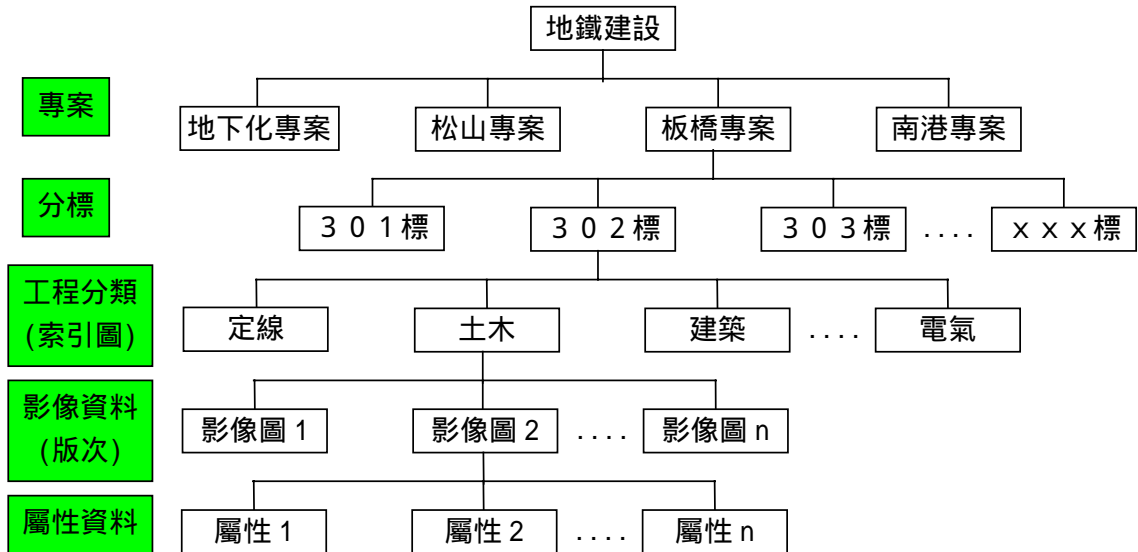 地鐵建設
專案
地下化專案 松山專案 板橋專案 南港專案
分標
３０１標 ３０２標 ３０３標 .... ｘｘｘ標
工程分類
(索引圖)
定線 土木 建築 .... 電氣
影像資料
(版次)
影像圖1 影像圖2 .... 影像圖n
屬性資料
屬性1 屬性2 .... 屬性n